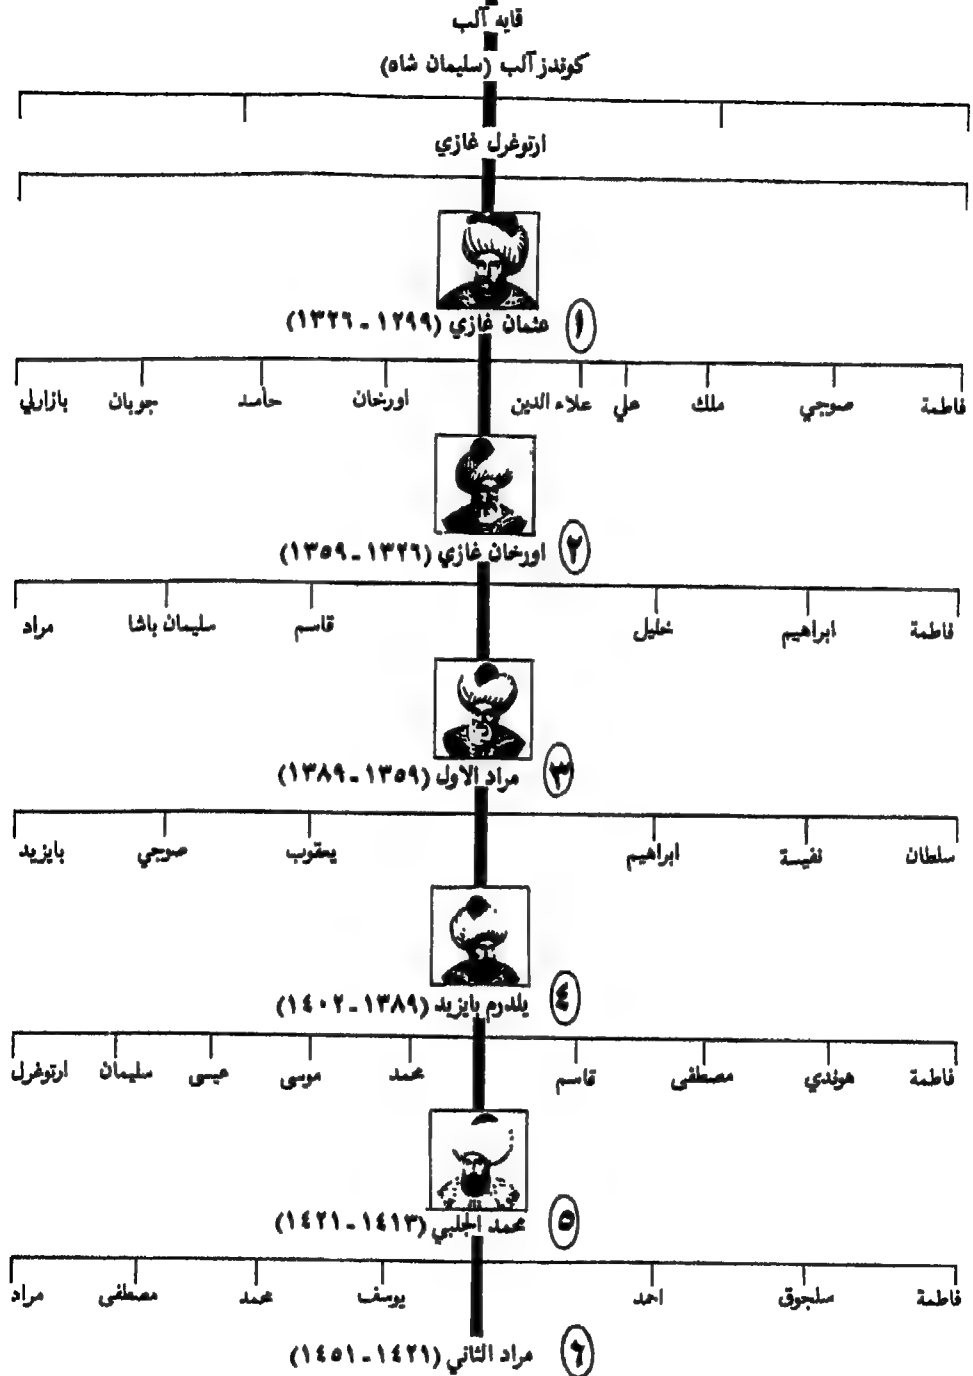 قايه آلب
كوندز آلب (سليمان شاه)
ارتوغرل غازي
١ عثمان غازي (١٢٩٩ - ١٣٢٦)
فاطمة صوجي ملك علي علاء الدين اورخان حامد جوبان بازارلي
٢ اورخان غازي (١٣٢٦ - ١٣٥٩)
فاطمة ابراهيم خليل قاسم سليمان باشا مراد
٣ مراد الاول (١٣٥٩ - ١٣٨٩)
سلطان نفيسة ابراهيم يعقوب صوجي بايزيد
٤ يلدرم بايزيد (١٣٨٩ - ١٤٠٢)
فاطمة هوندي مصطفى قاسم محمد موسى عيسى سليمان ارتوغرل
٥ محمد الجلبي (١٤١٣ - ١٤٢١)
فاطمة سلجوق احمد يوسف محمد مصطفى مراد
٦ مراد الثاني (١٤٢١ - ١٤٥١)